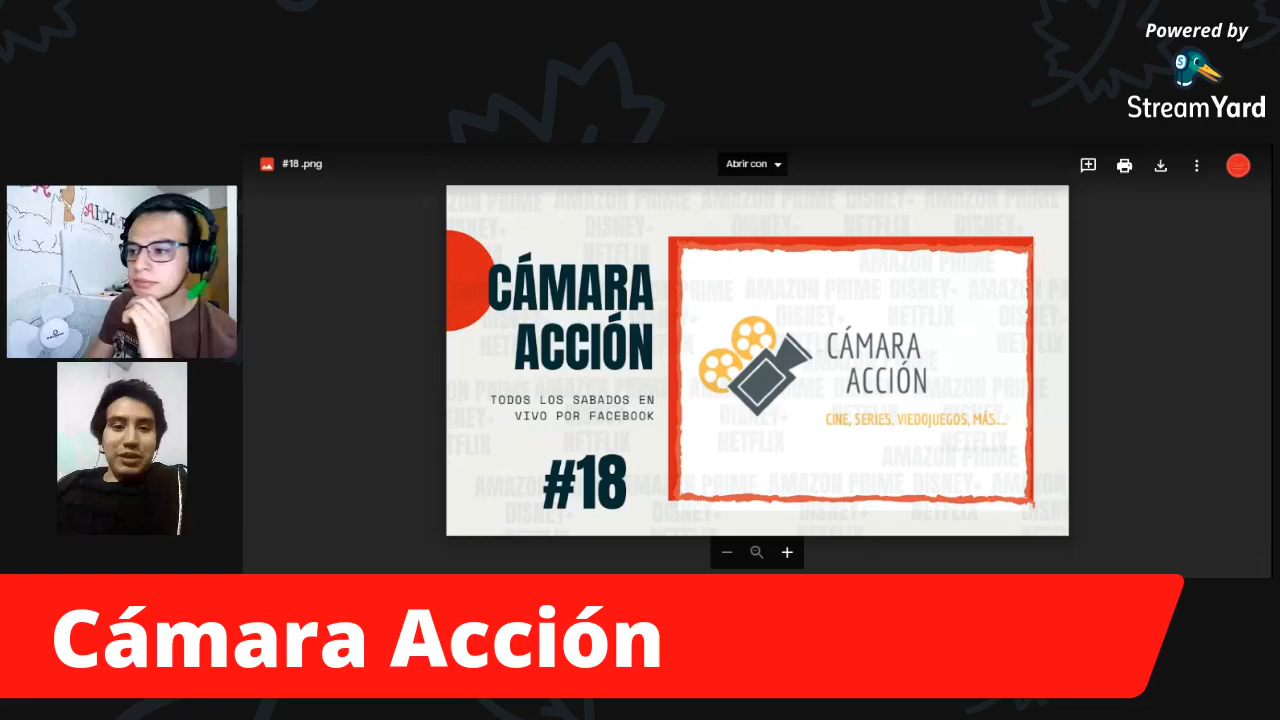 Powered by
StreamYard
#18 .png
Abrir con
CÁMARA
ACCIÓN
TODOS LOS SABADOS EN
VIVO POR FACEBOOK
#18
CÁMARA
ACCIÓN
CINE, SERIES, VIEDOJUEGOS, MÁS....
AMAZON PRIME
DISNEY+
NETFLIX
Cámara Acción